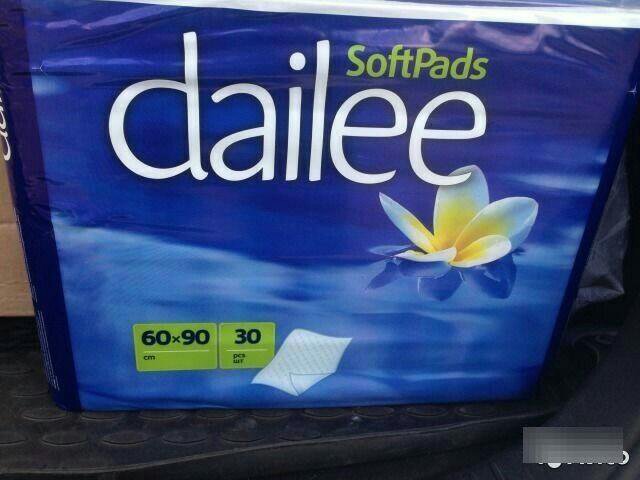 SoftPads
dailee
60×90
cm
30
pcs
шт